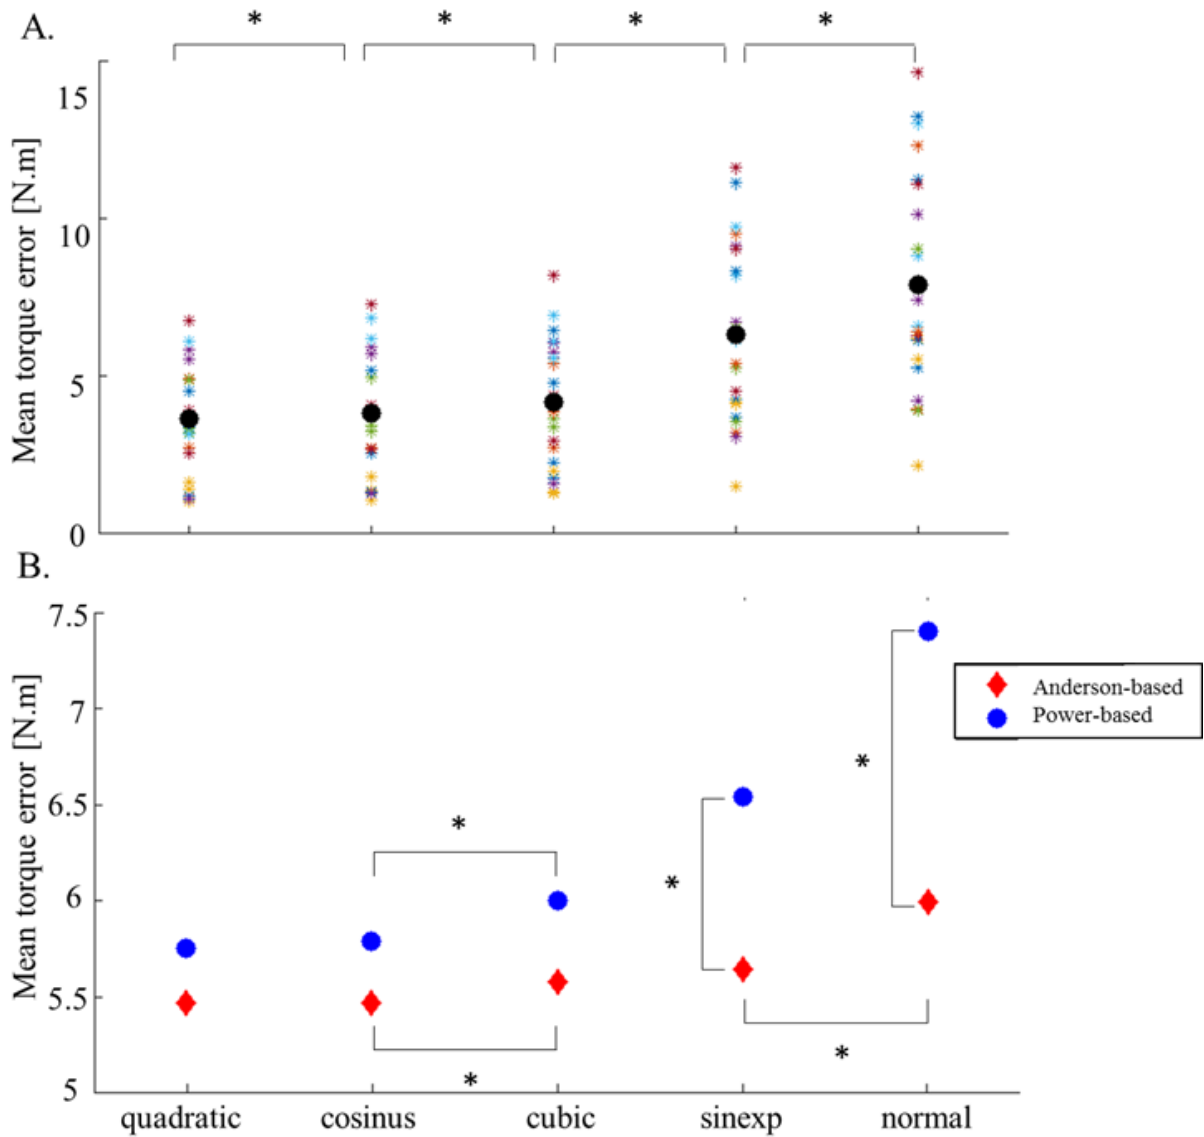 A.
* * * *
15
10
5
0
Mean torque error [N.m]
B.
7.5
7
6.5
6
5.5
5
Mean torque error [N.m]
Anderson-based
Power-based
*
*
*
*
*
quadratic cosinus cubic sinexp normal